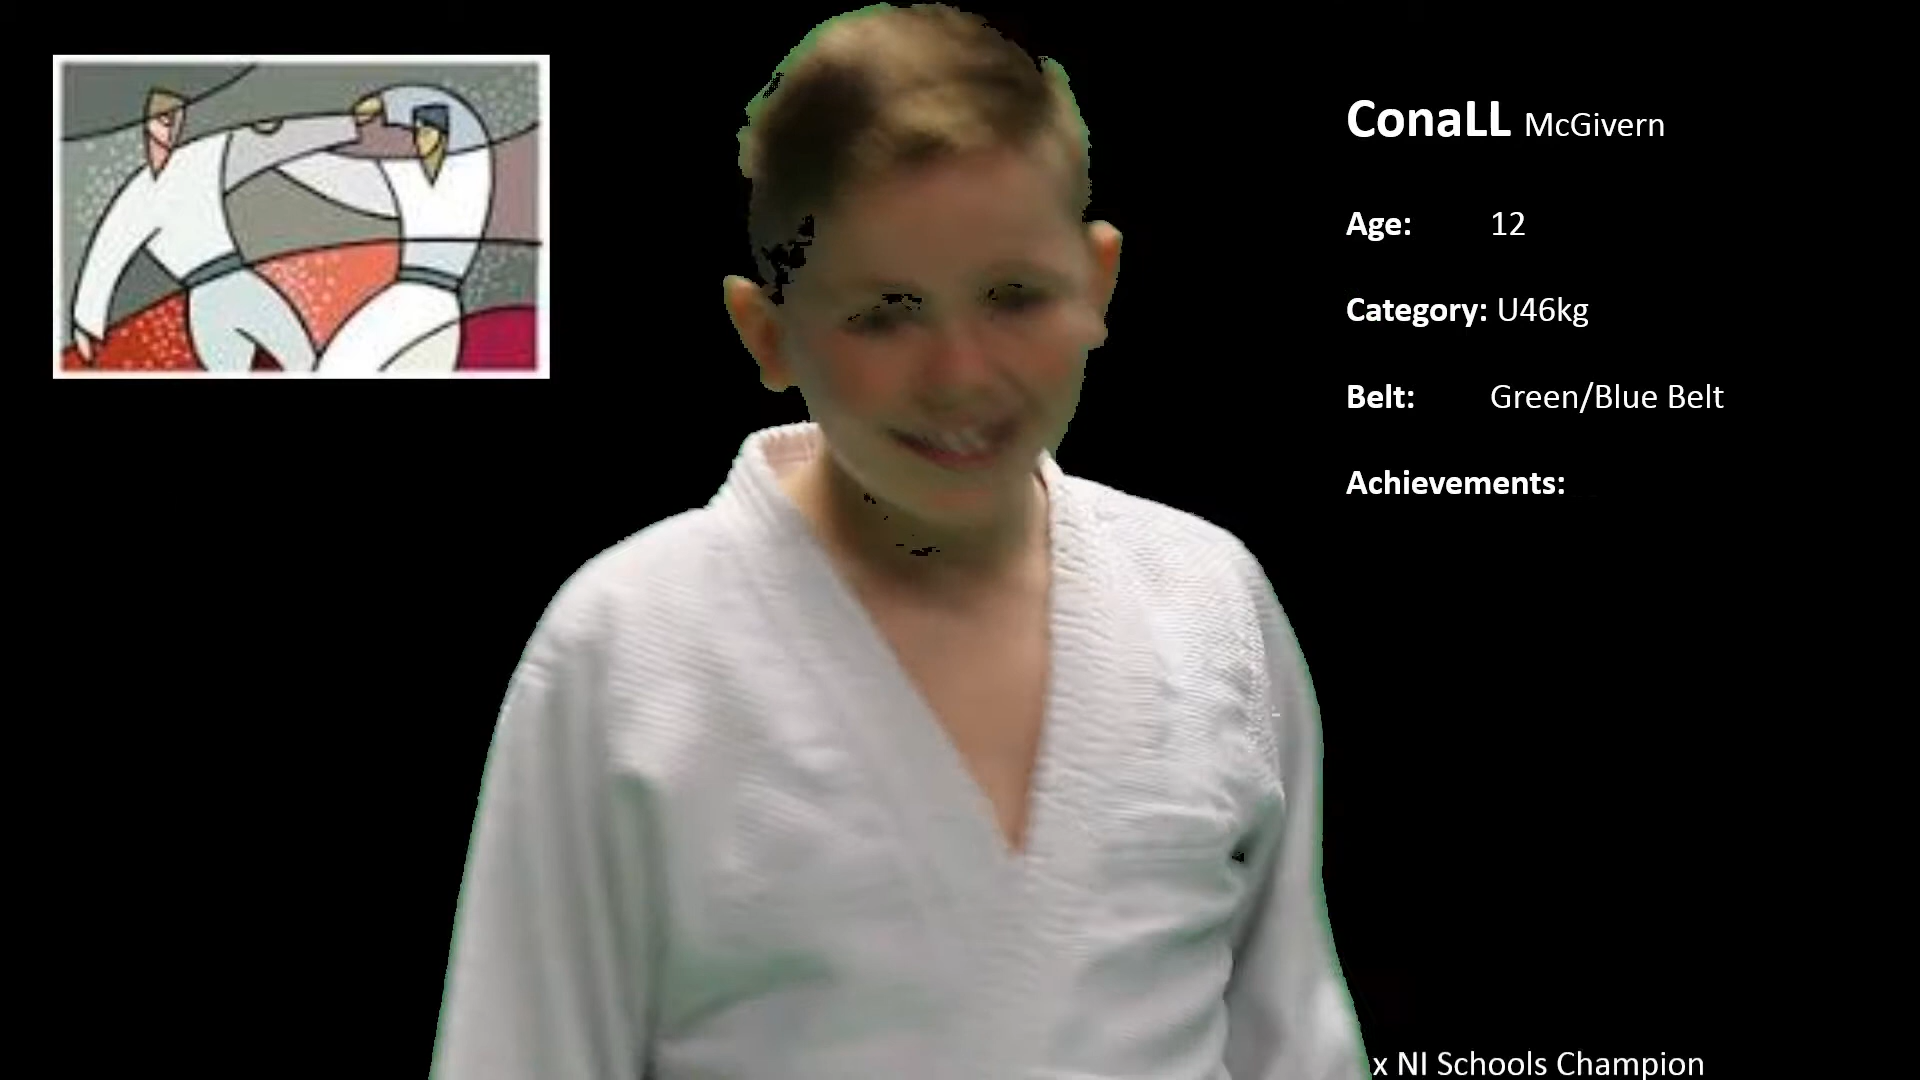 ConaLL McGivern
Age: 12
Category: U46kg
Belt: Green/Blue Belt
Achievements:
x NI Schools Champion